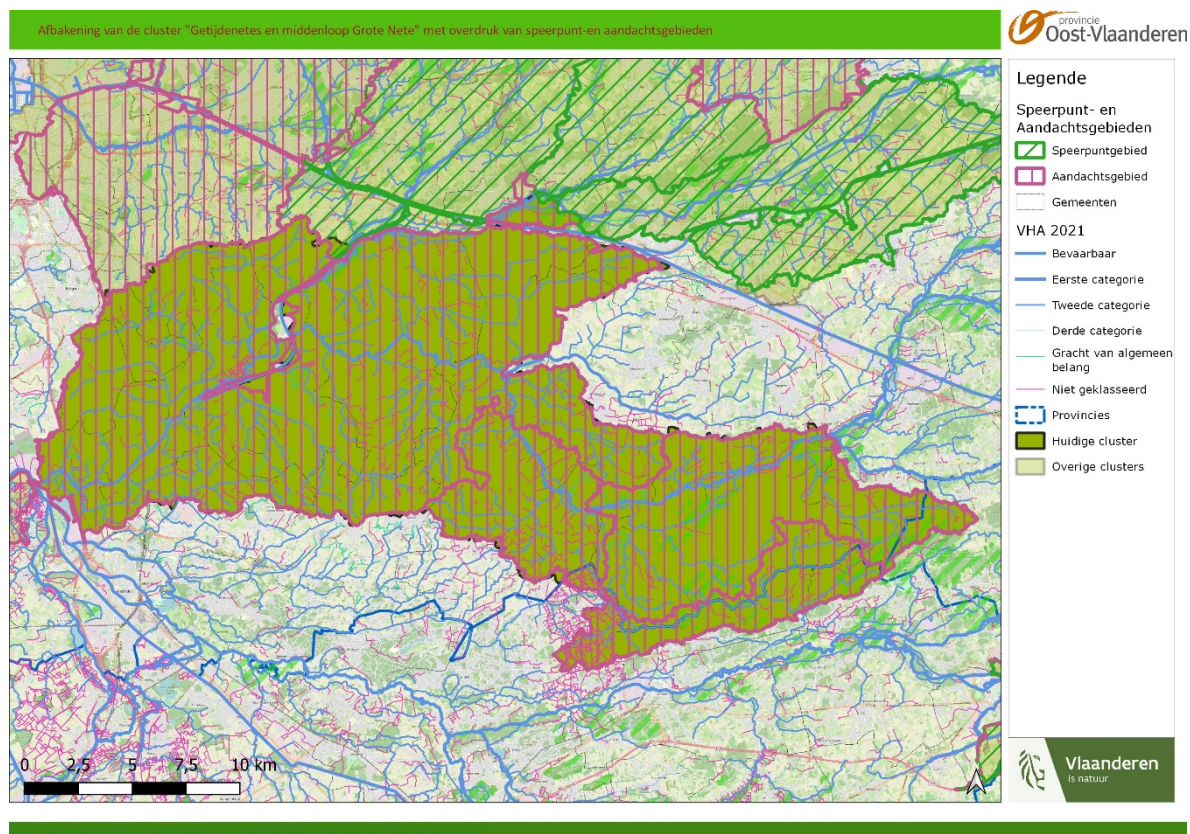 Afbakening van de cluster "Getijdenetes en middenloop Grote Nete" met overdruk van speerpunt-en aandachtsgebieden
provincie
Oost-Vlaanderen
Legende
Speerpunt- en
Aandachtsgebieden
Speerpuntgebied
Aandachtsgebied
Gemeenten
VHA 2021
Bevaarbaar
Eerste categorie
Tweede categorie
Derde categorie
Gracht van algemeen
belang
Niet geklasseerd
Provincies
Huidige cluster
Overige clusters
0 2,5 5 7,5 10 km
Vlaanderen
is natuur